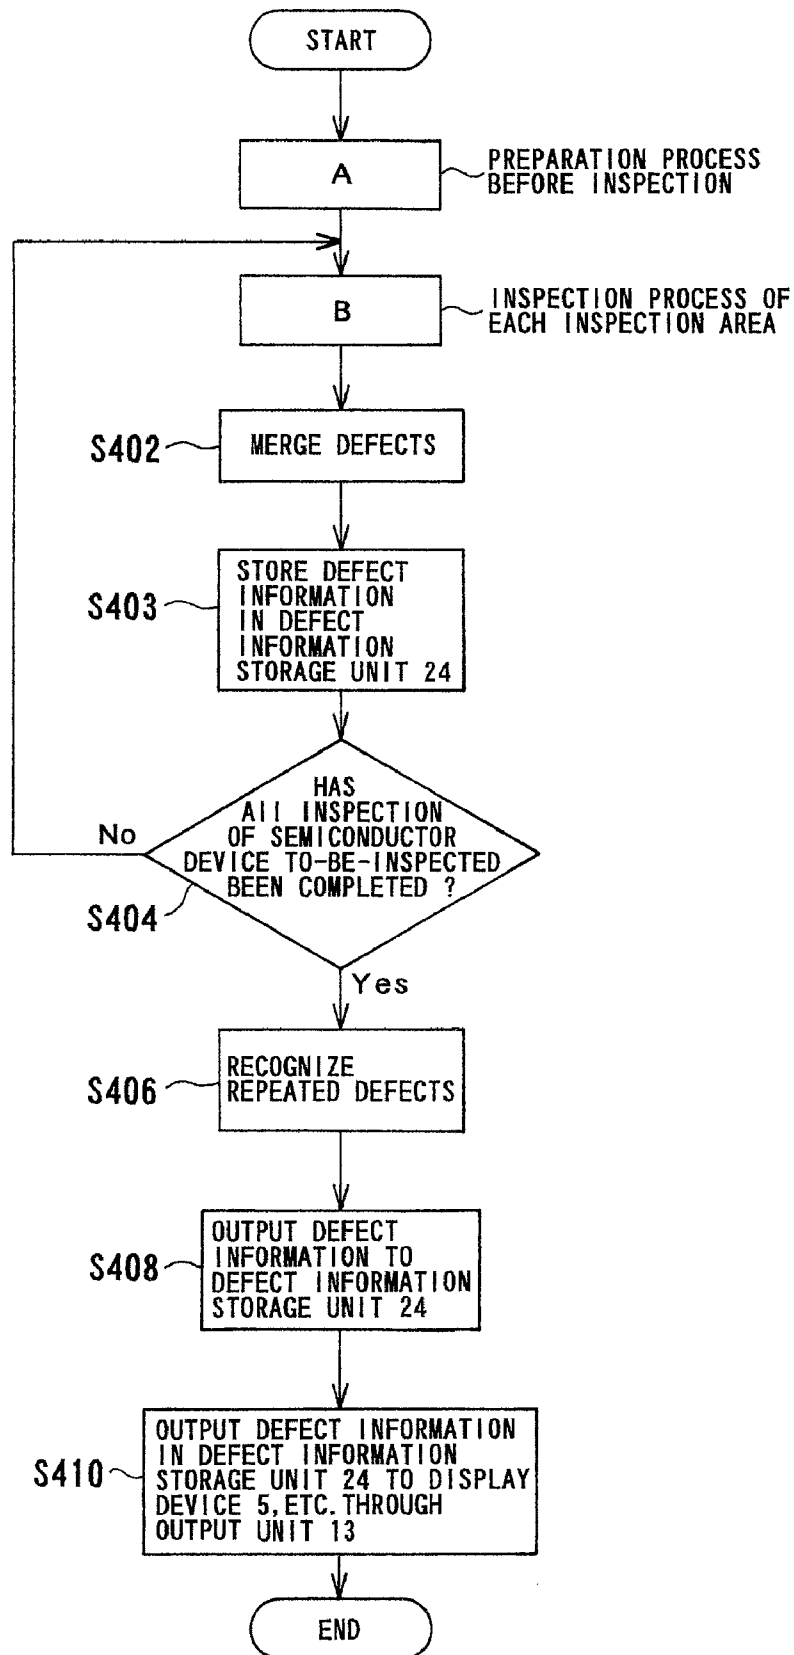 START
A
PREPARATION PROCESS
BEFORE INSPECTION
B
INSPECTION PROCESS OF
EACH INSPECTION AREA
S402
MERGE DEFECTS
S403
STORE DEFECT
INFORMATION
IN DEFECT
INFORMATION
STORAGE UNIT 24
HAS
All INSPECTION
OF SEMICONDUCTOR
DEVICE TO-BE-INSPECTED
BEEN COMPLETED ?
No
S404
Yes
S406
RECOGNIZE
REPEATED DEFECTS
S408
OUTPUT DEFECT
INFORMATION TO
DEFECT INFORMATION
STORAGE UNIT 24
S410
OUTPUT DEFECT INFORMATION
IN DEFECT INFORMATION
STORAGE UNIT 24 TO DISPLAY
DEVICE 5, ETC. THROUGH
OUTPUT UNIT 13
END